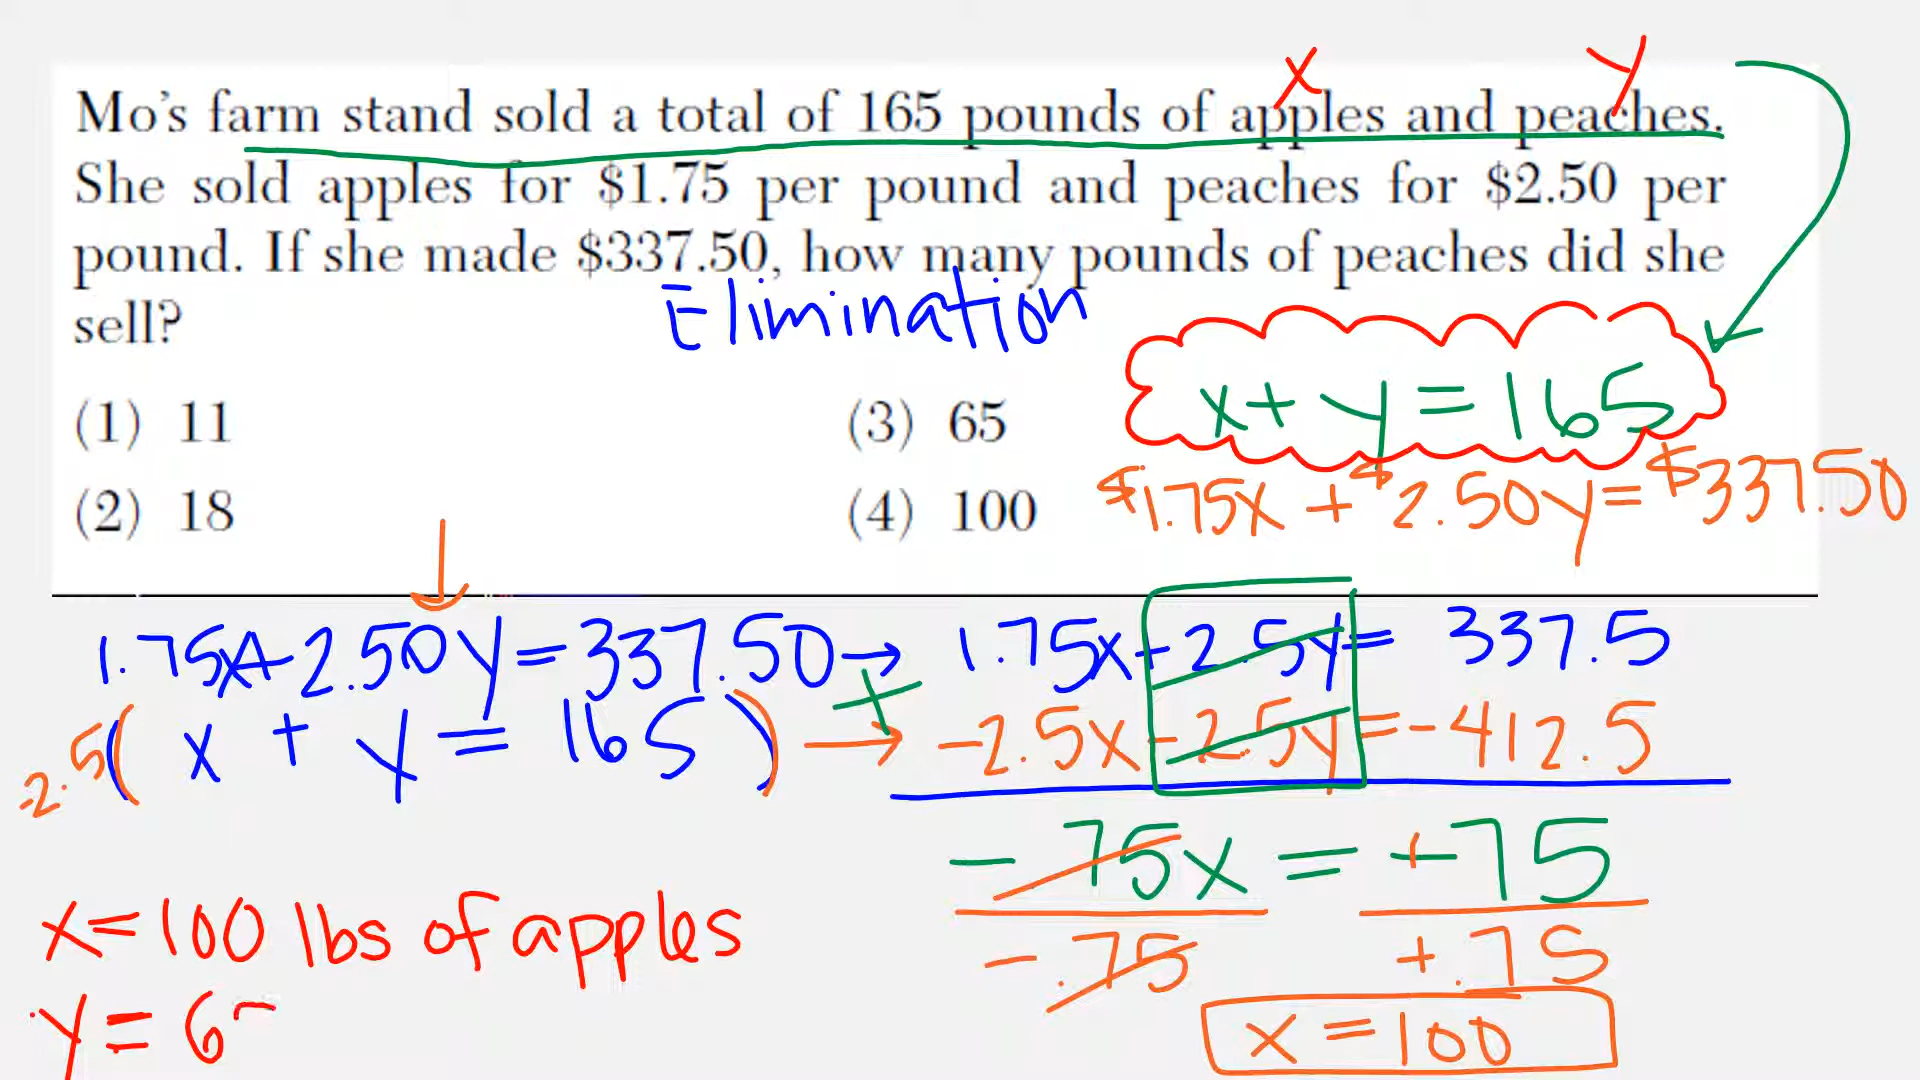 x y
Mo's farm stand sold a total of 165 pounds of apples and peaches.
She sold apples for $1.75 per pound and peaches for $2.50 per
pound. If she made $337.50, how many pounds of peaches did she
sell?
Elimination
(1) 11 (3) 65
(2) 18 (4) 100
x + y = 165
$1.75x + $2.50y = $337.50
1.75x + 2.50y = 337.50 → 1.75x + 2.5y = 337.5
+
-2.5( x + y = 165 ) → -2.5x - 2.5y = -412.5
- 75x = + 75
- .75 + .75
x = 100 lbs of apples
x = 100
y = 6